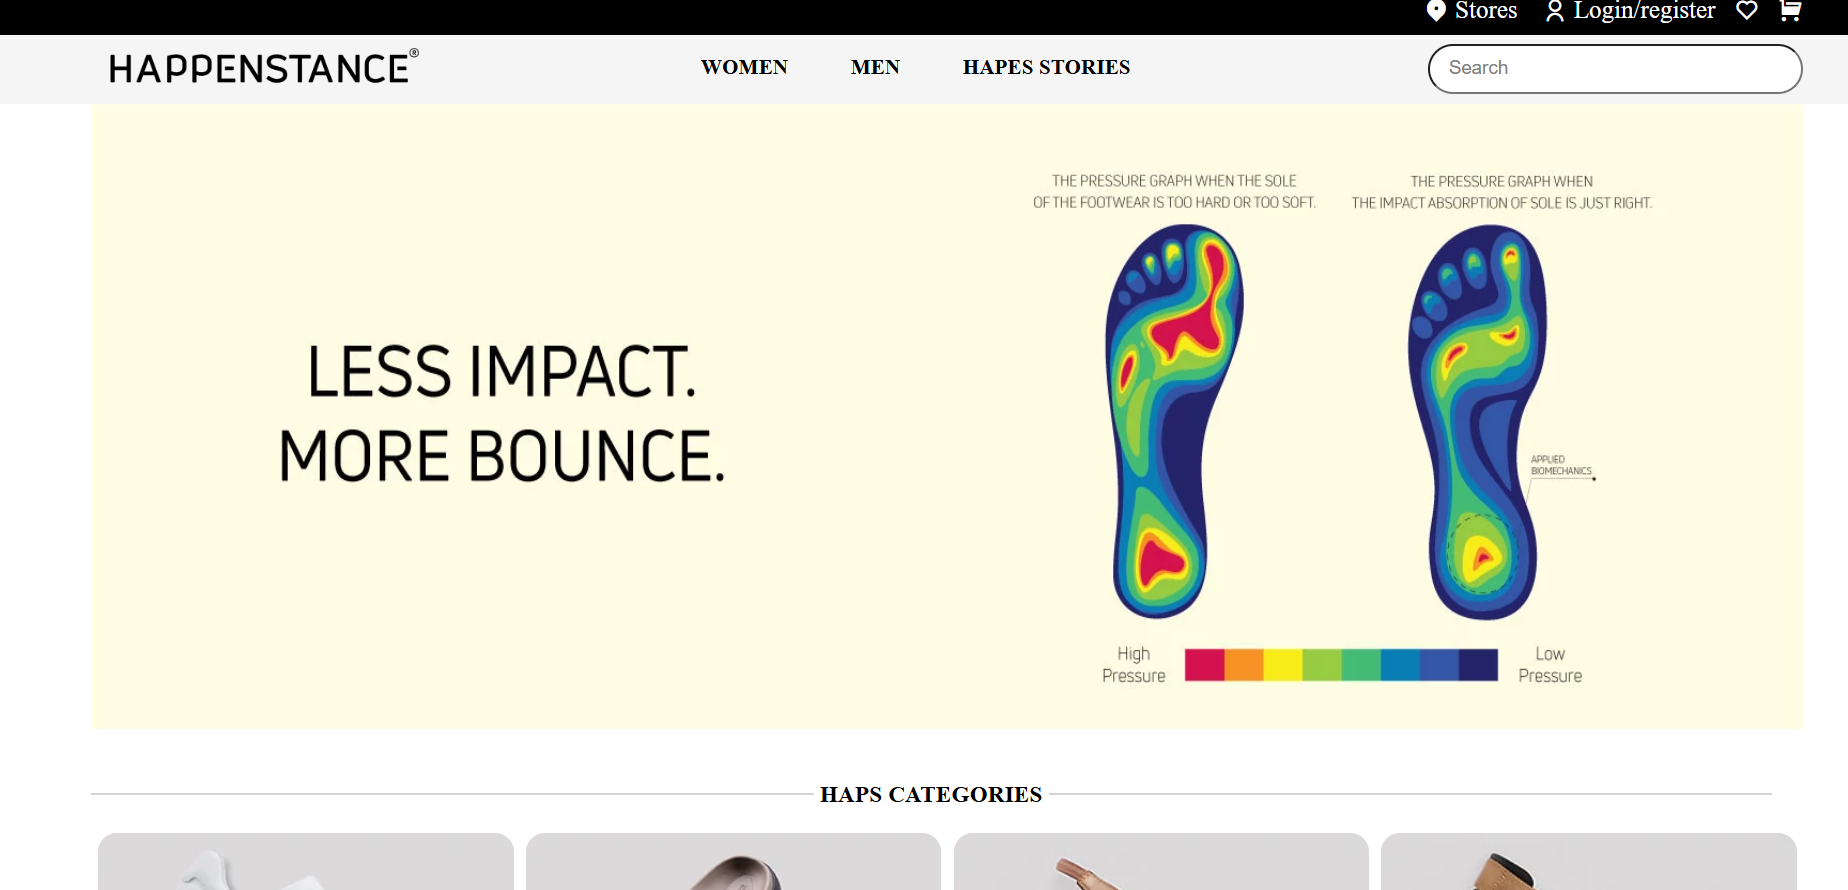 Stores
Login/register
HAPPENSTANCE®
WOMEN
MEN
HAPES STORIES
Search
THE PRESSURE GRAPH WHEN THE SOLE
OF THE FOOTWEAR IS TOO HARD OR TOO SOFT.
THE PRESSURE GRAPH WHEN
THE IMPACT ABSORPTION OF SOLE IS JUST RIGHT.
LESS IMPACT.
MORE BOUNCE.
APPLIED
BIOMECHANICS
High
Pressure
Low
Pressure
HAPS CATEGORIES